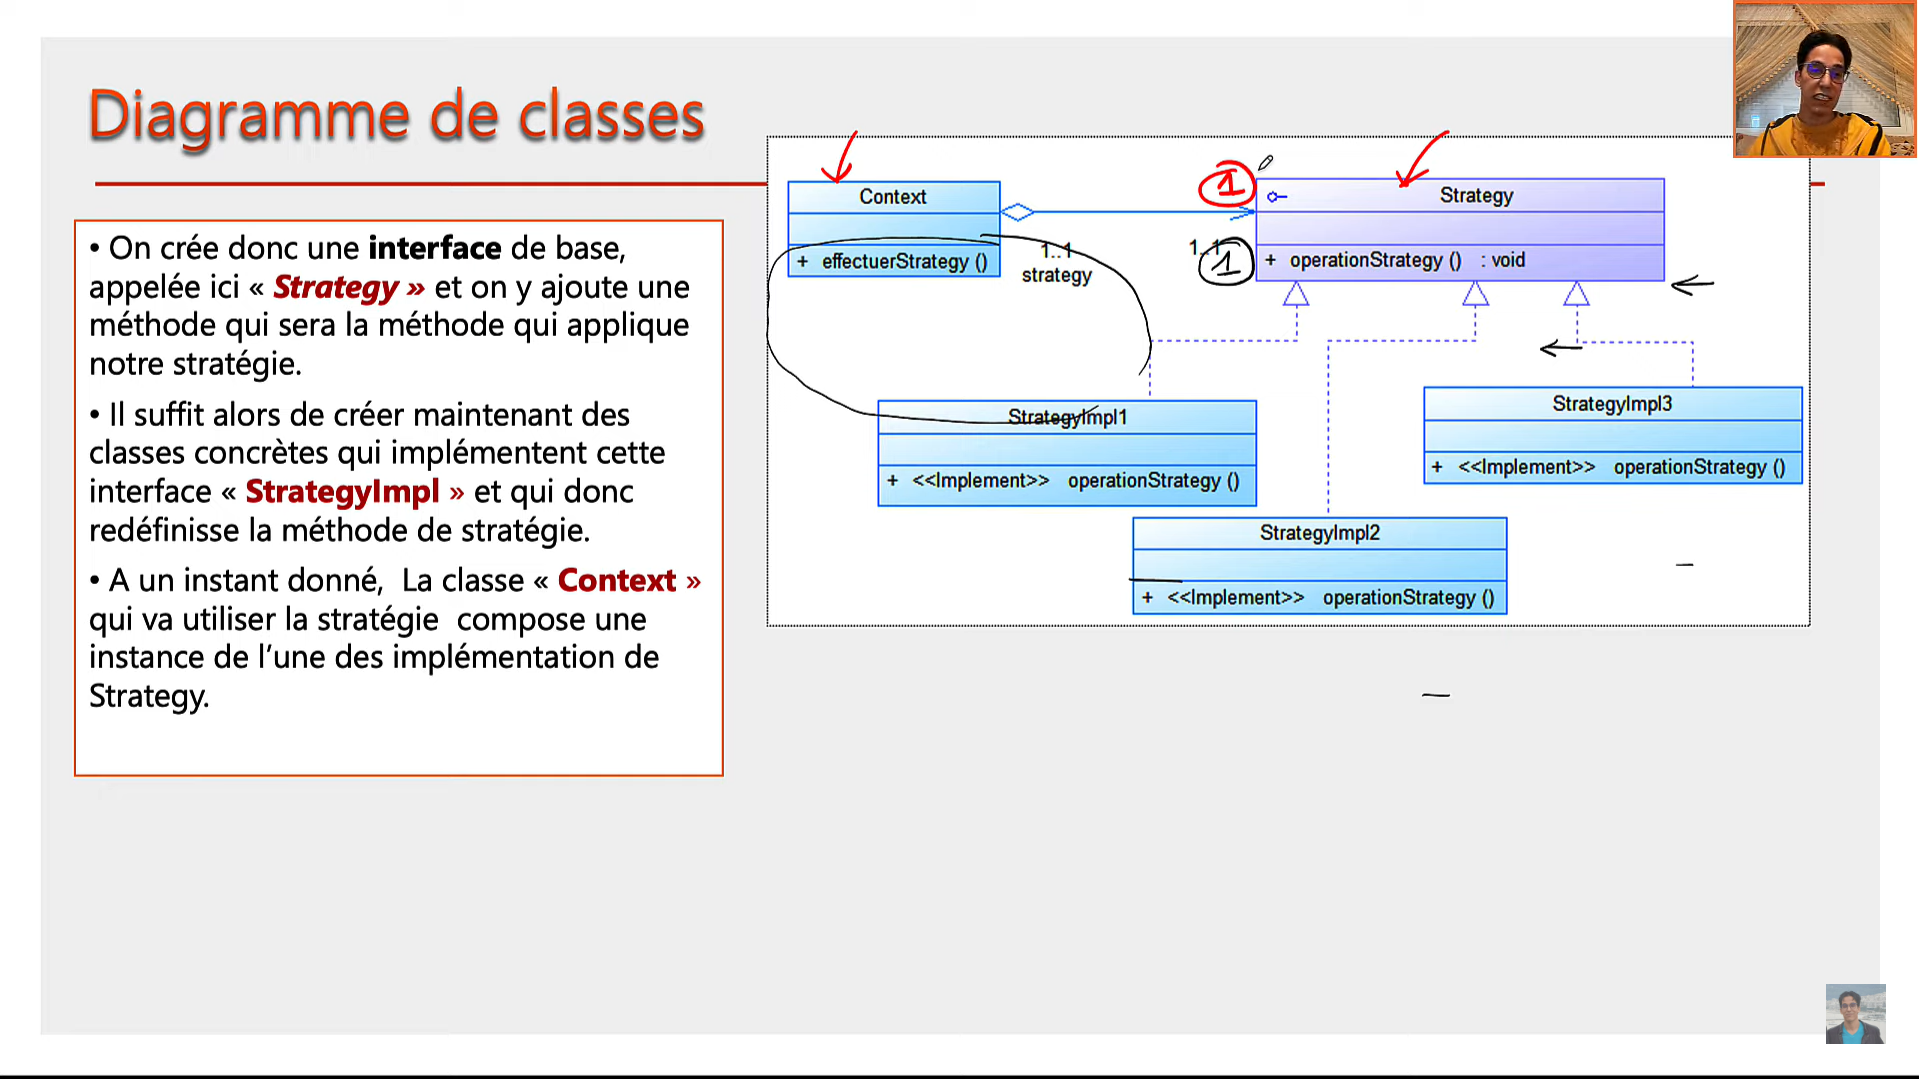 Diagramme de classes
• On crée donc une interface de base,
appelée ici « Strategy » et on y ajoute une
méthode qui sera la méthode qui applique
notre stratégie.
• Il suffit alors de créer maintenant des
classes concrètes qui implémentent cette
interface « StrategyImpl » et qui donc
redéfinisse la méthode de stratégie.
• A un instant donné, La classe « Context »
qui va utiliser la stratégie compose une
instance de l’une des implémentation de
Strategy.
Context
+ effectuerStrategy ()
1..1
strategy
1
1..1
1
Strategy
+ operationStrategy () : void
StrategyImpl1
+ <<Implement>> operationStrategy ()
StrategyImpl2
+ <<Implement>> operationStrategy ()
StrategyImpl3
+ <<Implement>> operationStrategy ()